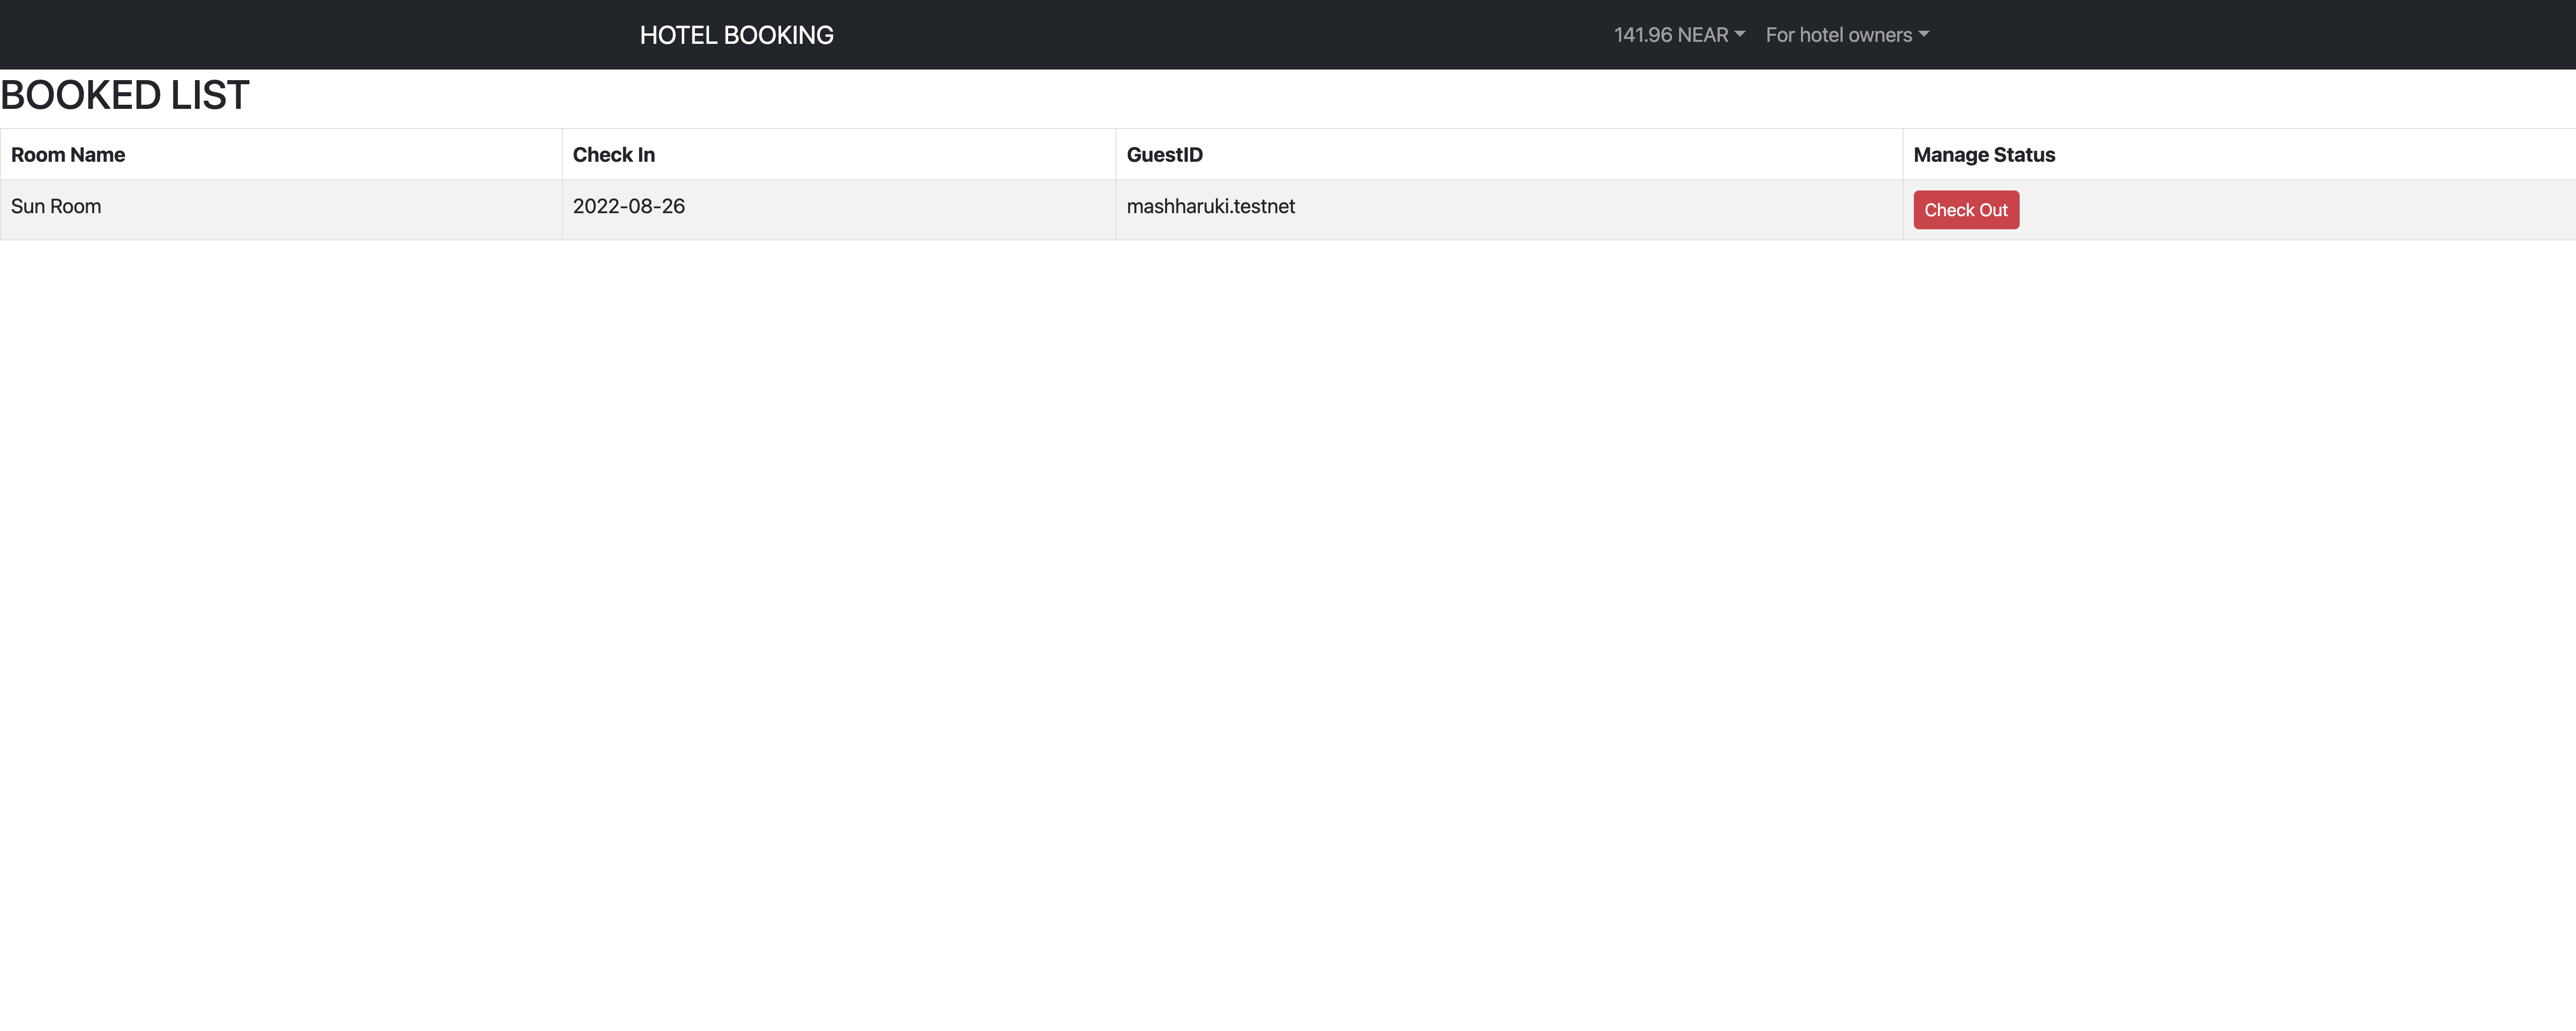 HOTEL BOOKING 141.96 NEAR For hotel owners
BOOKED LIST
Room Name Check In GuestID Manage Status
Sun Room 2022-08-26 mashharuki.testnet Check Out